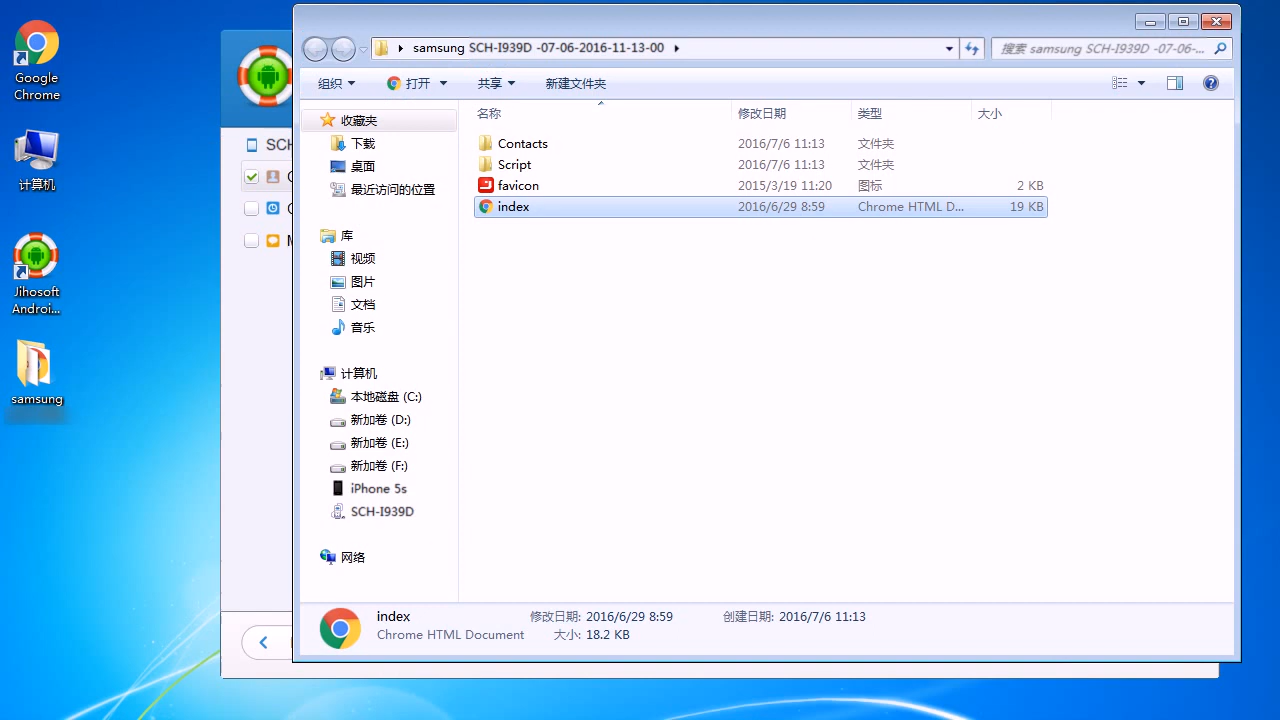 Google
Chrome
计算机
Jihosoft
Androi...
samsung
SCH
samsung SCH-I939D -07-06-2016-11-13-00
搜索 samsung SCH-I939D -07-06-...
组织
打开
共享
新建文件夹
名称
修改日期
类型
大小
Contacts
2016/7/6 11:13
文件夹
Script
2016/7/6 11:13
文件夹
favicon
2015/3/19 11:20
图标
2 KB
index
2016/6/29 8:59
Chrome HTML D...
19 KB
收藏夹
下载
桌面
最近访问的位置
库
视频
图片
文档
音乐
计算机
本地磁盘 (C:)
新加卷 (D:)
新加卷 (E:)
新加卷 (F:)
iPhone 5s
SCH-I939D
网络
index
修改日期: 2016/6/29 8:59
创建日期: 2016/7/6 11:13
Chrome HTML Document
大小: 18.2 KB